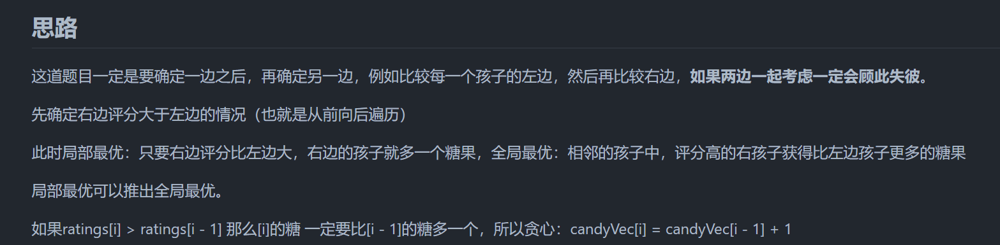 思路
这道题目一定是要确定一边之后，再确定另一边，例如比较每一个孩子的左边，然后再比较右边，如果两边一起考虑一定会顾此失彼。
先确定右边评分大于左边的情况（也就是从前向后遍历）
此时局部最优：只要右边评分比左边大，右边的孩子就多一个糖果，全局最优：相邻的孩子中，评分高的右孩子获得比左边孩子更多的糖果
局部最优可以推出全局最优。
如果ratings[i] > ratings[i - 1] 那么[i]的糖 一定要比[i - 1]的糖多一个，所以贪心：candyVec[i] = candyVec[i - 1] + 1